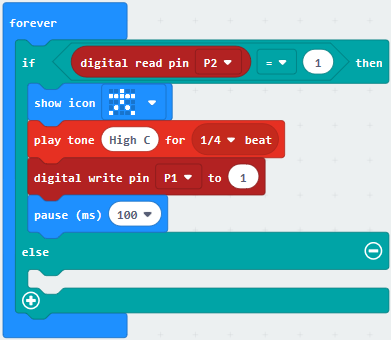 forever
if digital read pin P2 = 1 then
show icon
play tone High C for 1/4 beat
digital write pin P1 to 1
pause (ms) 100
else